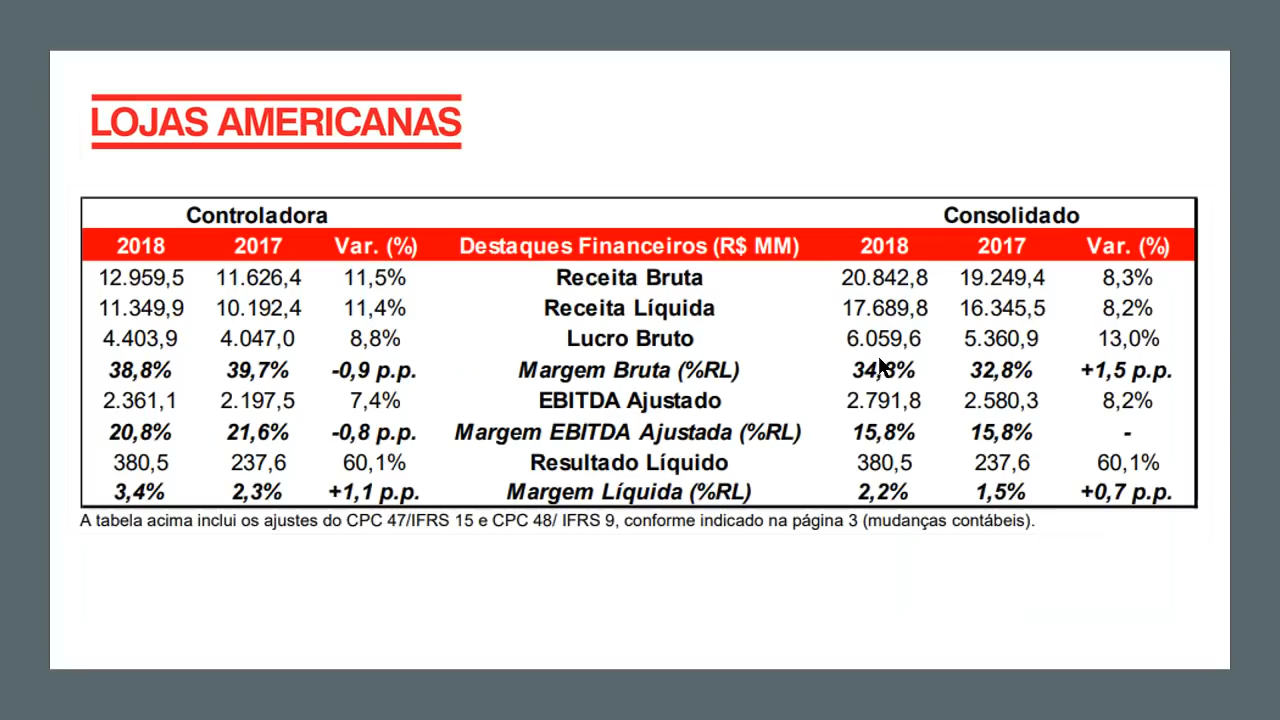 LOJAS AMERICANAS
Controladora Consolidado
2018 2017 Var. (%) Destaques Financeiros (R$ MM) 2018 2017 Var. (%)
12.959,5 11.626,4 11,5% Receita Bruta 20.842,8 19.249,4 8,3%
11.349,9 10.192,4 11,4% Receita Líquida 17.689,8 16.345,5 8,2%
4.403,9 4.047,0 8,8% Lucro Bruto 6.059,6 5.360,9 13,0%
38,8% 39,7% -0,9 p.p. Margem Bruta (%RL) 34,3% 32,8% +1,5 p.p.
2.361,1 2.197,5 7,4% EBITDA Ajustado 2.791,8 2.580,3 8,2%
20,8% 21,6% -0,8 p.p. Margem EBITDA Ajustada (%RL) 15,8% 15,8% -
380,5 237,6 60,1% Resultado Líquido 380,5 237,6 60,1%
3,4% 2,3% +1,1 p.p. Margem Líquida (%RL) 2,2% 1,5% +0,7 p.p.
A tabela acima inclui os ajustes do CPC 47/IFRS 15 e CPC 48/ IFRS 9, conforme indicado na página 3 (mudanças contábeis).